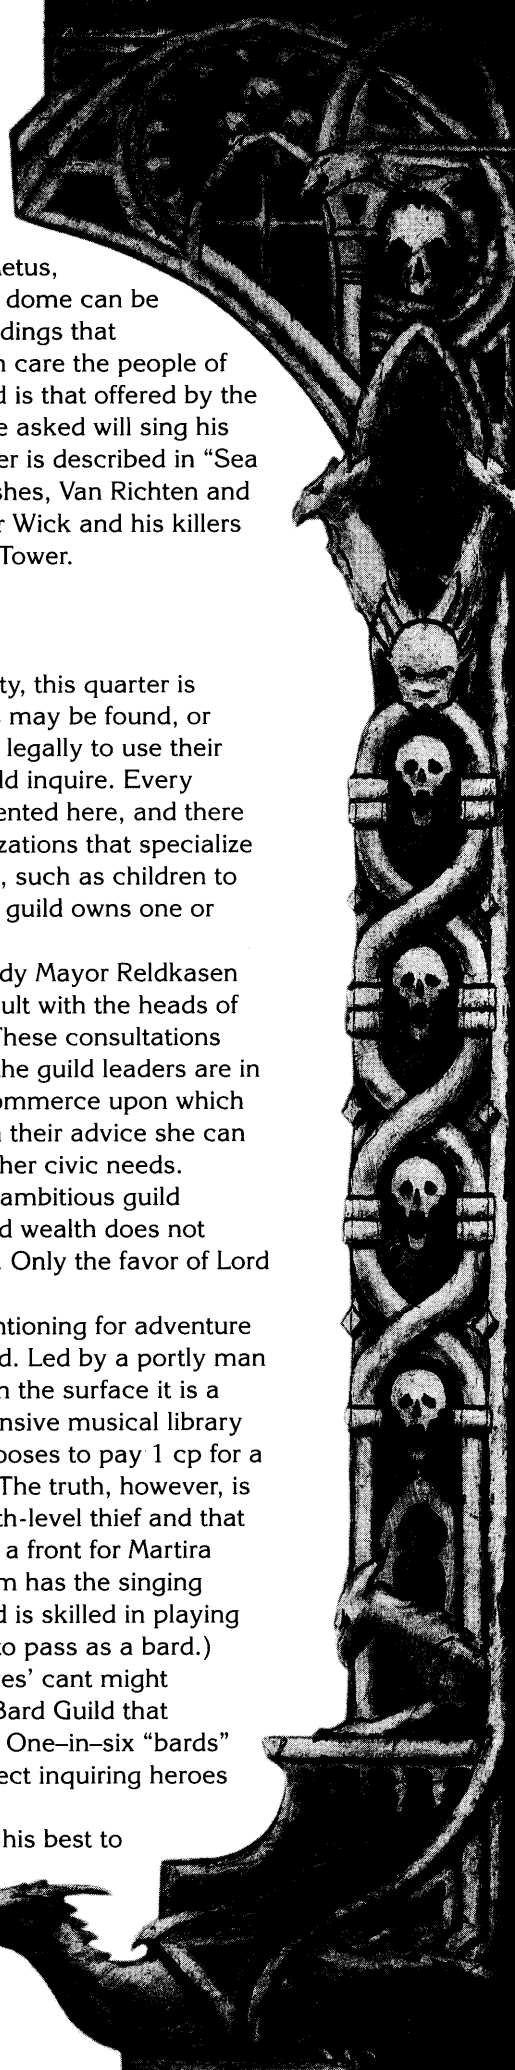 etus,
dome can be
dings that
care the people of
is that offered by the
asked will sing his
er is described in “Sea
shes, Van Richten and
r Wick and his killers
Tower.
ty, this quarter is
may be found, or
legally to use their
ld inquire. Every
ented here, and there
zations that specialize
, such as children to
guild owns one or
dy Mayor Reldkasen
ult with the heads of
These consultations
he guild leaders are in
ommerce upon which
their advice she can
her civic needs.
ambitious guild
d wealth does not
. Only the favor of Lord
ntioning for adventure
d. Led by a portly man
n the surface it is a
nsive musical library
ooses to pay 1 cp for a
The truth, however, is
th-level thief and that
a front for Martira
m has the singing
d is skilled in playing
to pass as a bard.)
es’ cant might
Bard Guild that
One–in–six “bards”
ect inquiring heroes
his best to